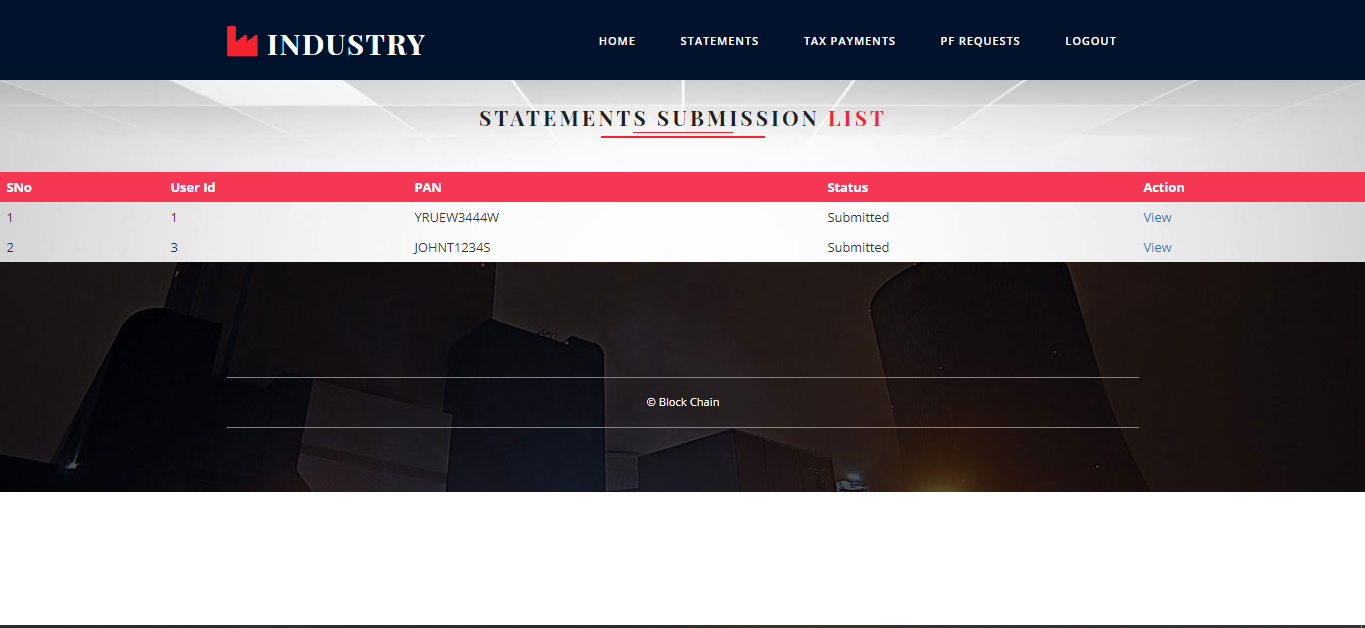 INDUSTRY
HOME STATEMENTS TAX PAYMENTS PF REQUESTS LOGOUT
STATEMENTS SUBMISSION LIST
SNo User Id PAN Status Action
1 1 YRUEW3444W Submitted View
2 3 JOHNT1234S Submitted View
© Block Chain